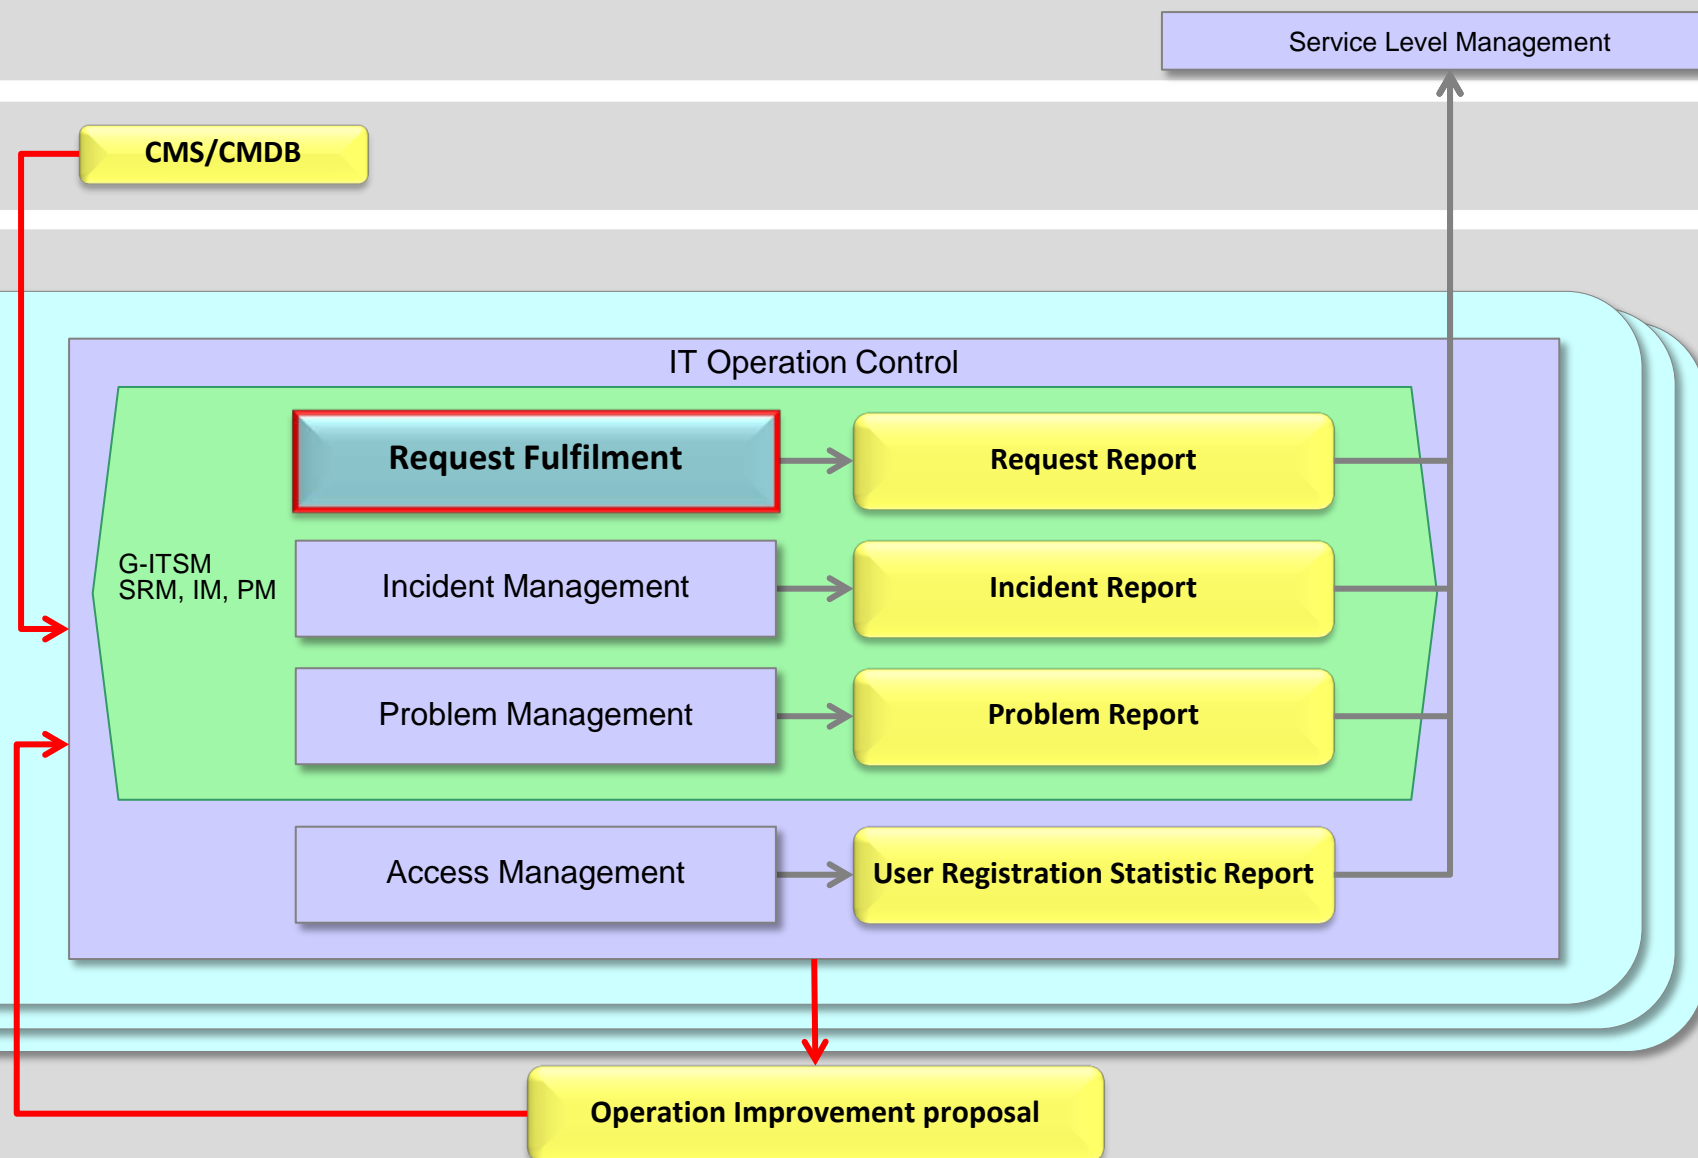 Service Level Management
CMS/CMDB
IT Operation Control
Request Fulfilment
Request Report
G-ITSM
SRM, IM, PM
Incident Management
Incident Report
Problem Management
Problem Report
Access Management
User Registration Statistic Report
Operation Improvement proposal